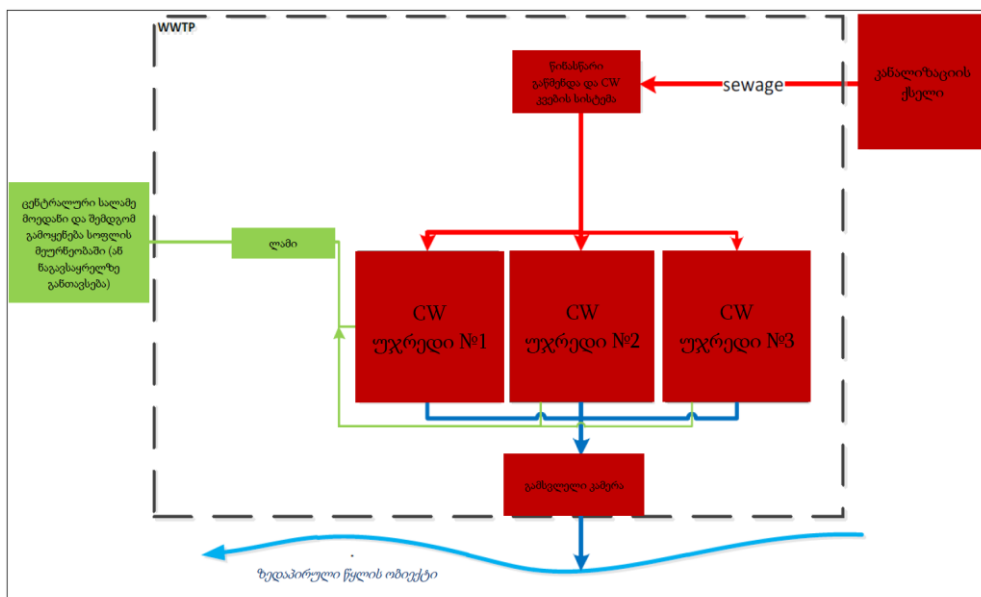 WWTP
წინასწარი
გაწმენდა და CW
კვების სისტემა
sewage
კანალიზაციის
ქსელი
ცენტრალური სალამე
მოედანი და შემდგომ
გამოყენება სოფლის
მეურნეობაში (ან
ნაგავსაყრელზე
განთავსება)
ლამი
CW
უჯრედი №1
CW
უჯრედი №2
CW
უჯრედი №3
გამსვლელი კამერა
ზედაპირული წყლის ობიექტი